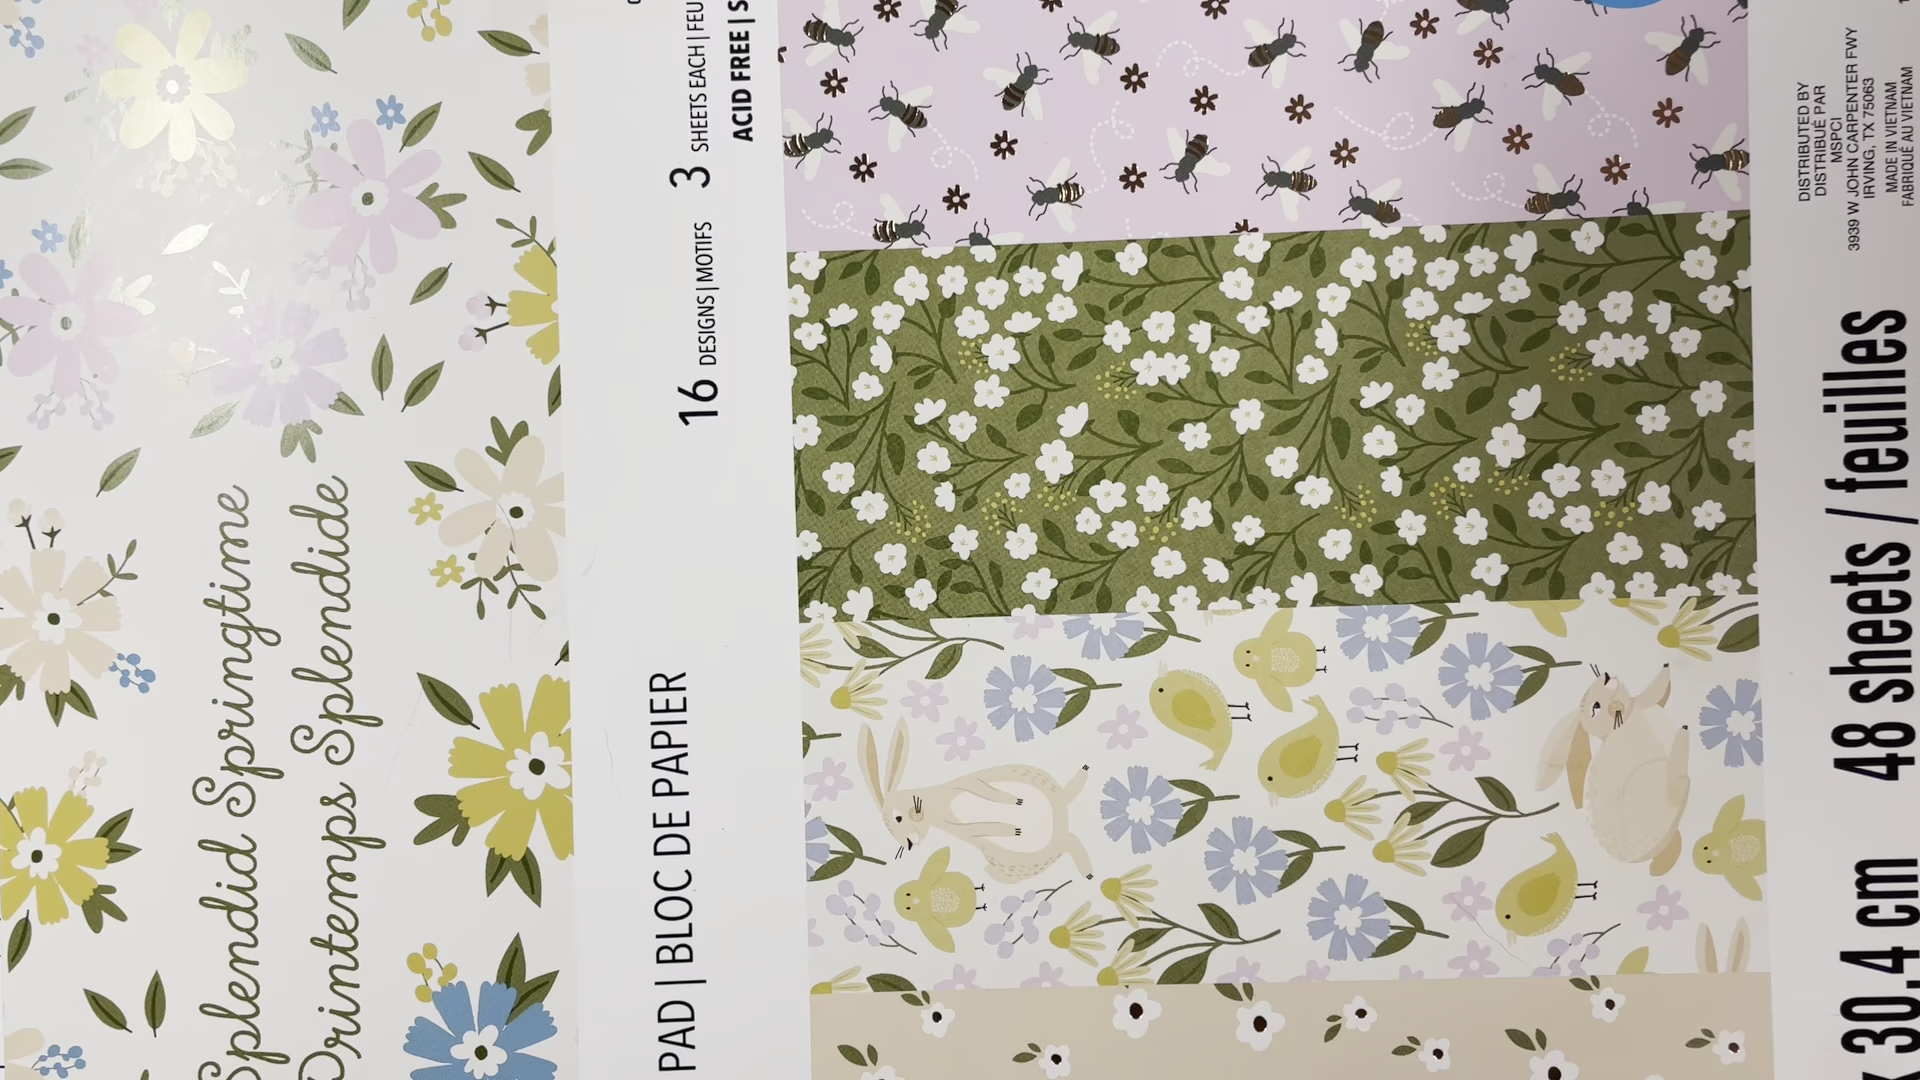 Splendid Springtime
Printemps Splendide
PAD | BLOC DE PAPIER
16 DESIGNS | MOTIFS 3 SHEETS EACH |
ACID FREE |
DISTRIBUTED BY
DISTRIBUÉ PAR
MSPCI
3939 W JOHN CARPENTER FWY
IRVING, TX 75063
MADE IN VIETNAM
FABRIQUÉ AU VIETNAM
x 30,4 cm 48 sheets / feuilles